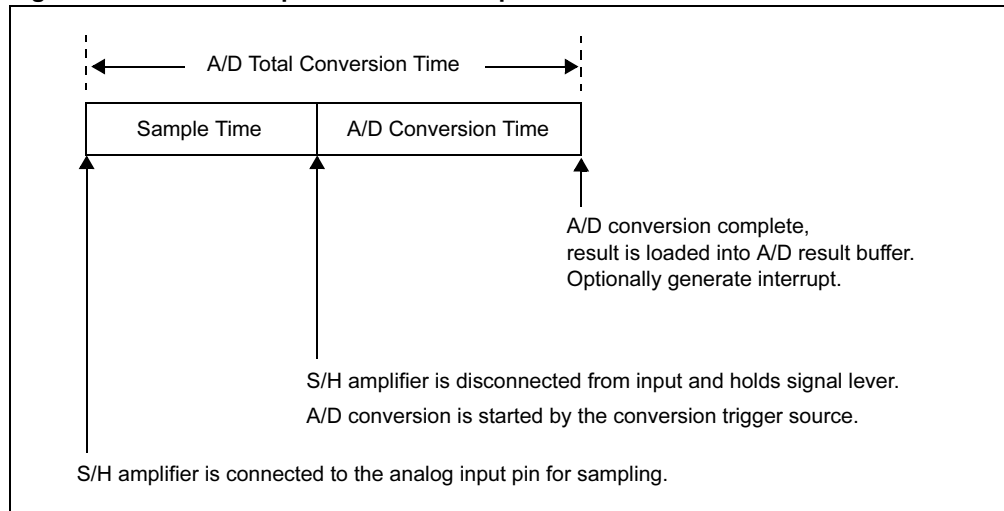 A/D Total Conversion Time
Sample Time
A/D Conversion Time
A/D conversion complete,
result is loaded into A/D result buffer.
Optionally generate interrupt.
S/H amplifier is disconnected from input and holds signal lever.
A/D conversion is started by the conversion trigger source.
S/H amplifier is connected to the analog input pin for sampling.